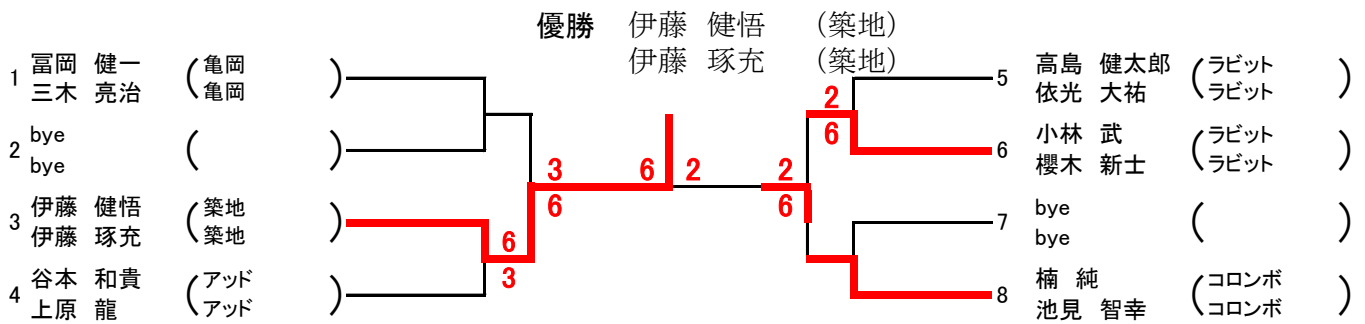 優勝 伊藤 健悟 (築地)
伊藤 琢充 (築地)
1 冨岡 健一 (亀岡
三木 亮治 亀岡)
2 bye ( )
bye
3 伊藤 健悟 (築地
伊藤 琢充 築地)
4 谷本 和貴 (アッド
上原 龍 アッド)
6
3
3
6
6 2
2
6
2
6
5 高島 健太郎 (ラビット
依光 大祐 ラビット)
6 小林 武 (ラビット
櫻木 新士 ラビット)
7 bye ( )
bye
8 楠 純 (コロンボ
池見 智幸 コロンボ)